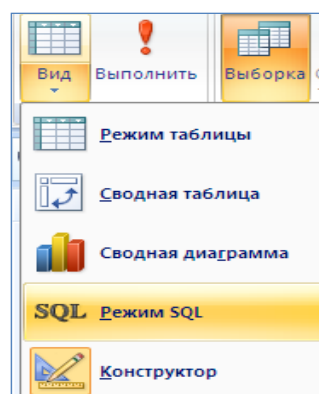 Вид Выполнить Выборка
Режим таблицы
Сводная таблица
Сводная диаграмма
SQL Режим SQL
Конструктор